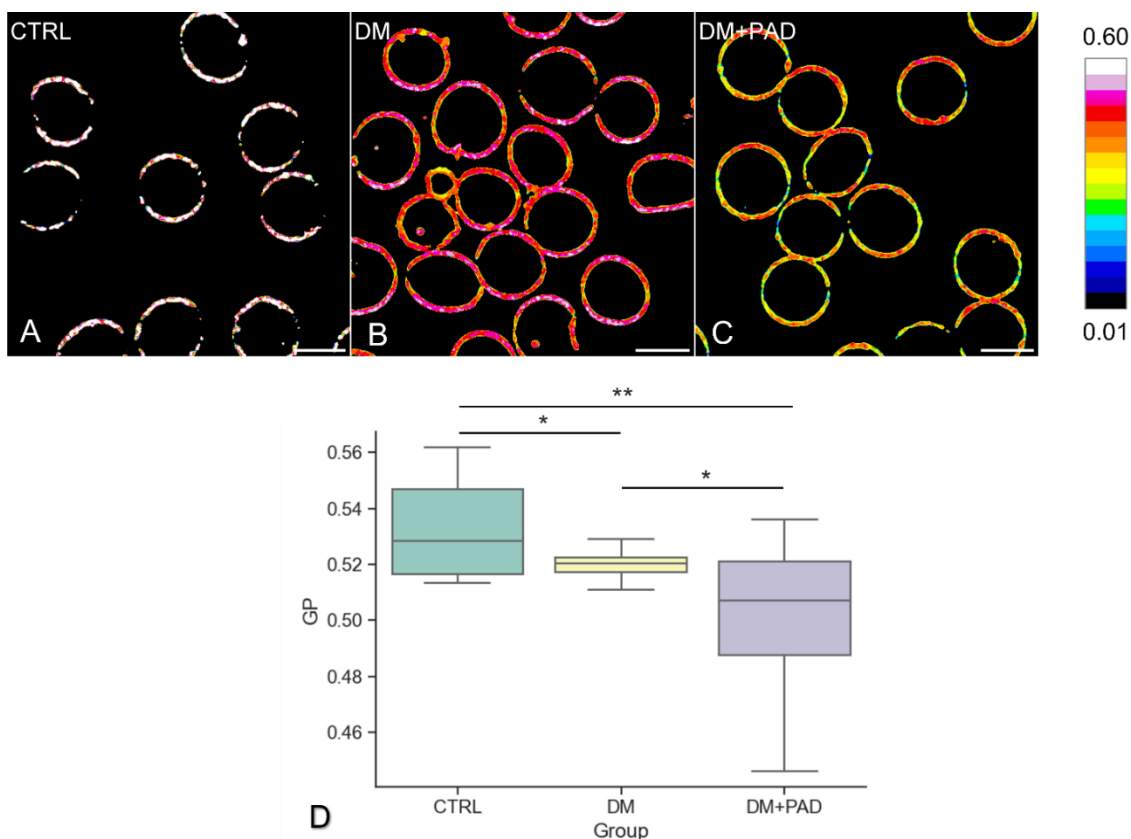 CTRL
DM
DM+PAD
0.60
A
B
C
0.01
**
*
*
0.56
0.54
0.52
0.50
0.48
0.46
GP
CTRL
DM
DM+PAD
Group
D